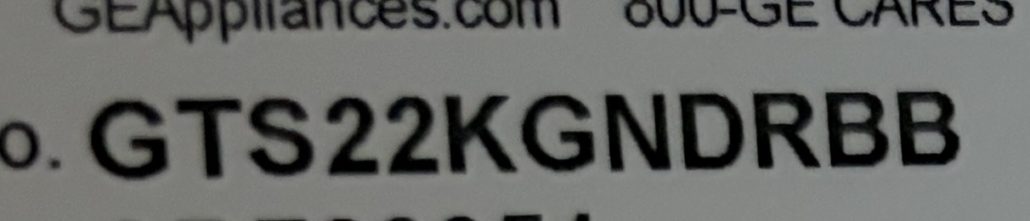 GEAppliances.com 800-GE CARES
o. GTS22KGNDRBB